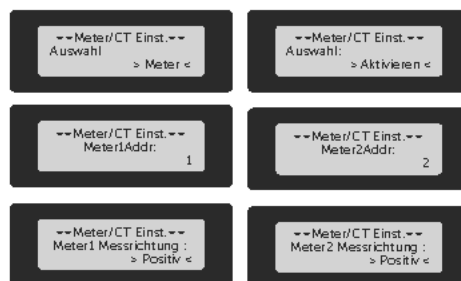 --Meter/CT Einst.--
Auswahl
> Meter <
--Meter/CT Einst.--
Auswahl:
> Aktivieren <
--Meter/CT Einst.--
Meter1Addr:
1
--Meter/CT Einst.--
Meter2Addr:
2
--Meter/CT Einst.--
Meter1 Messrichtung :
> Positiv <
--Meter/CT Einst.--
Meter2 Messrichtung :
> Positiv <